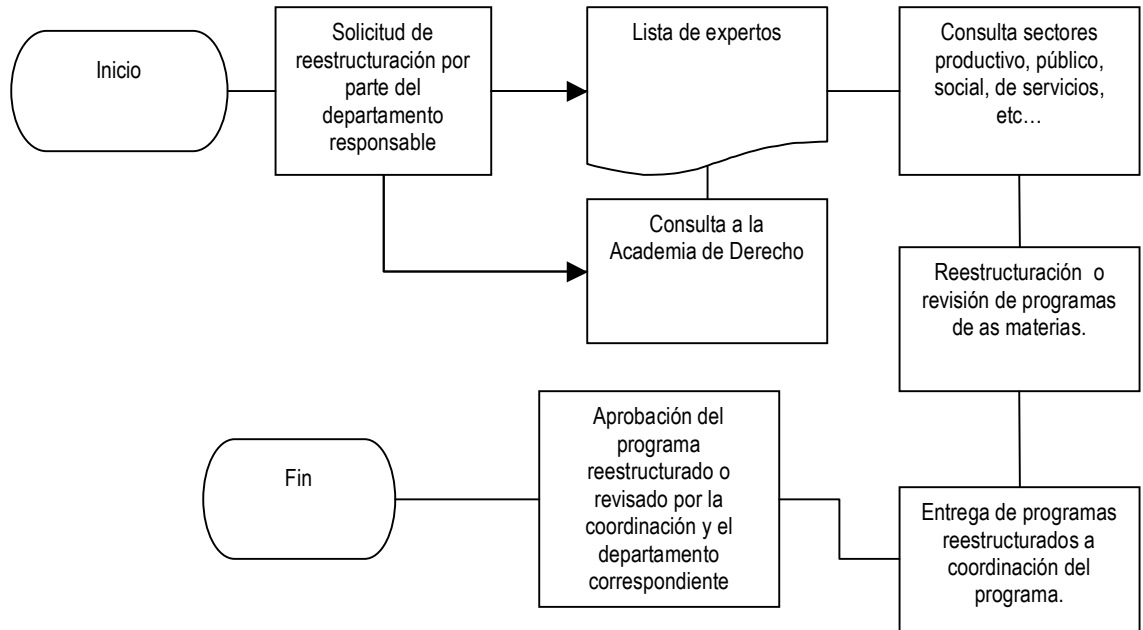 Inicio
Solicitud de
reestructuración por
parte del
departamento
responsable
Lista de expertos
Consulta sectores
productivo, público,
social, de servicios,
etc…
Consulta a la
Academia de Derecho
Reestructuración o
revisión de programas
de as materias.
Entrega de programas
reestructurados a
coordinación del
programa.
Aprobación del
programa
reestructurado o
revisado por la
coordinación y el
departamento
correspondiente
Fin